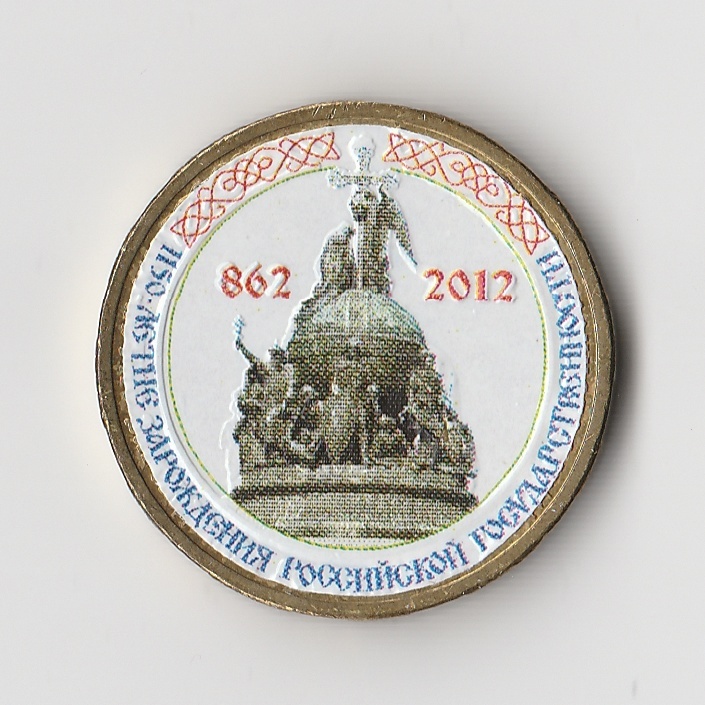 862 2012
1150-ЛЕТИЕ ЗАРОЖДЕНИЯ РОССИЙСКОЙ ГОСУДАРСТВЕННОСТИ